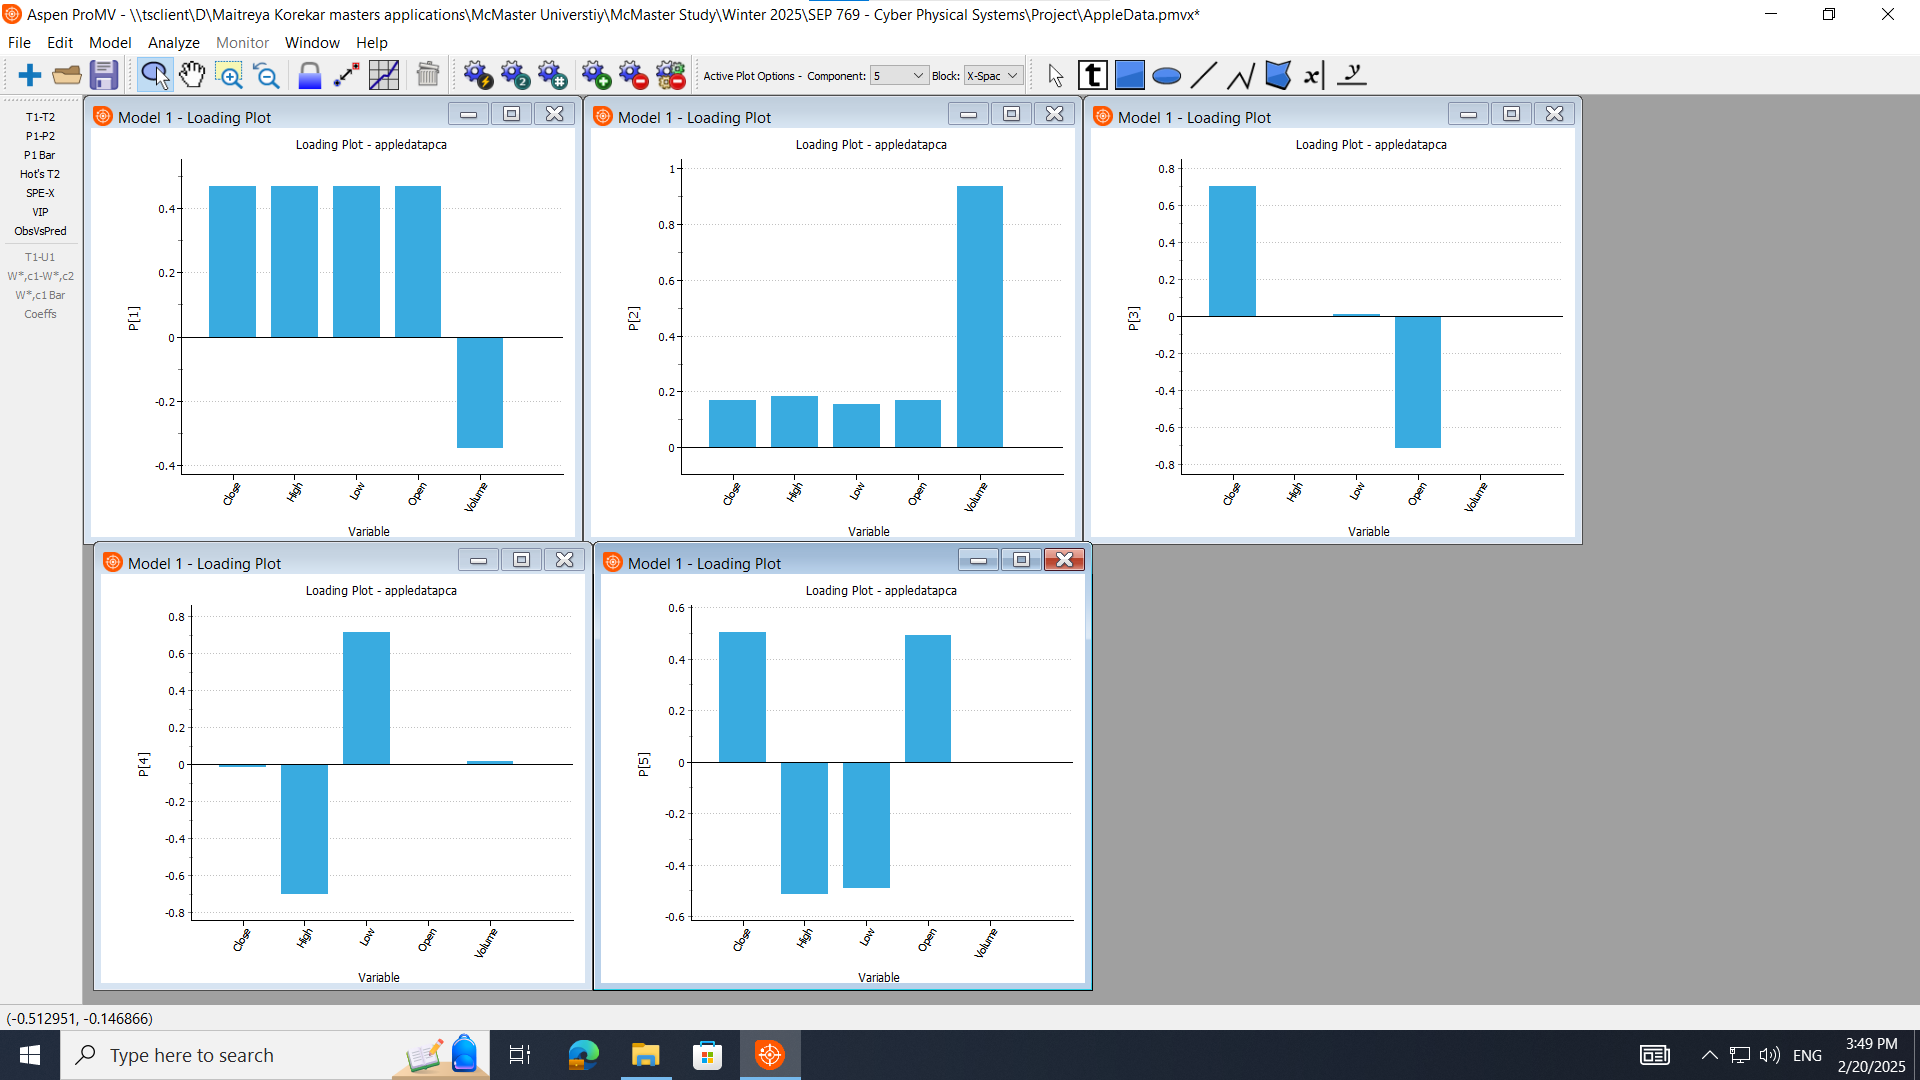 Aspen ProMV - \\tsclient\D\Maitreya Korekar masters applications\McMaster Universtiy\McMaster Study\Winter 2025\SEP 769 - Cyber Physical Systems\Project\AppleData.pmvx*
File Edit Model Analyze Monitor Window Help
2 # Active Plot Options - Component: 5 Block: X-Spac t x| y
T1-T2
P1-P2
P1 Bar
Hot's T2
SPE-X
VIP
ObsVsPred
T1-U1
W*,c1-W*,c2
W*,c1 Bar
Coeffs
Model 1 - Loading Plot
Loading Plot - appledatapca
P[1]
0.4
0.2
0
-0.2
-0.4
Close High Low Open Volume
Variable
Model 1 - Loading Plot
Loading Plot - appledatapca
P[2]
1
0.8
0.6
0.4
0.2
0
Close High Low Open Volume
Variable
Model 1 - Loading Plot
Loading Plot - appledatapca
P[3]
0.8
0.6
0.4
0.2
0
-0.2
-0.4
-0.6
-0.8
Close High Low Open Volume
Variable
Model 1 - Loading Plot
Loading Plot - appledatapca
P[4]
0.8
0.6
0.4
0.2
0
-0.2
-0.4
-0.6
-0.8
Close High Low Open Volume
Variable
Model 1 - Loading Plot
Loading Plot - appledatapca
P[5]
0.6
0.4
0.2
0
-0.2
-0.4
-0.6
Close High Low Open Volume
Variable
(-0.512951, -0.146866)
Type here to search
ENG
3:49 PM
2/20/2025